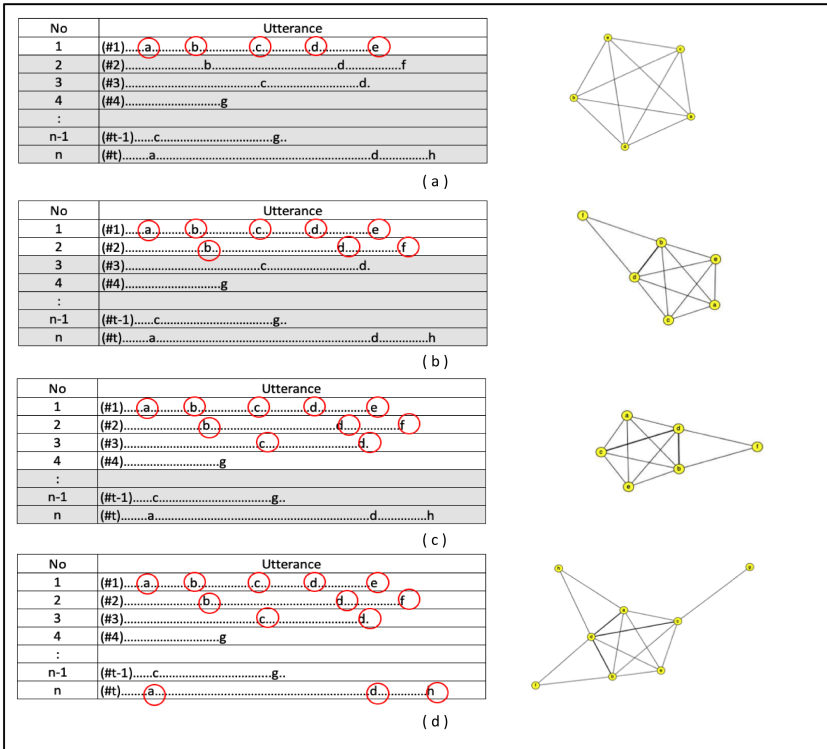 No Utterance
1 (#1)......a............b.................c................d................e
2 (#2)..........................b..........................................d....................f
3 (#3)..............................................c...............................d.
4 (#4)................................g
:
n-1 (#t-1)......c......................................g..
n (#t).........a.........................................................................d................h
( a )
a
c
e
d
No Utterance
1 (#1)......a............b.................c................d................e
2 (#2)..........................b..........................................d....................f
3 (#3)..............................................c...............................d.
4 (#4)................................g
:
n-1 (#t-1)......c......................................g..
n (#t).........a.........................................................................d................h
( b )
f
b
e
d
a
c
No Utterance
1 (#1)......a............b.................c................d................e
2 (#2)..........................b..........................................d....................f
3 (#3)..............................................c...............................d.
4 (#4)................................g
:
n-1 (#t-1)......c......................................g..
n (#t).........a.........................................................................d................h
( c )
a
d
f
c
b
e
No Utterance
1 (#1)......a............b.................c................d................e
2 (#2)..........................b..........................................d....................f
3 (#3)..............................................c...............................d.
4 (#4)................................g
:
n-1 (#t-1)......c......................................g..
n (#t).........a.........................................................................d................h
( d )
h
g
a
c
d
e
b
f